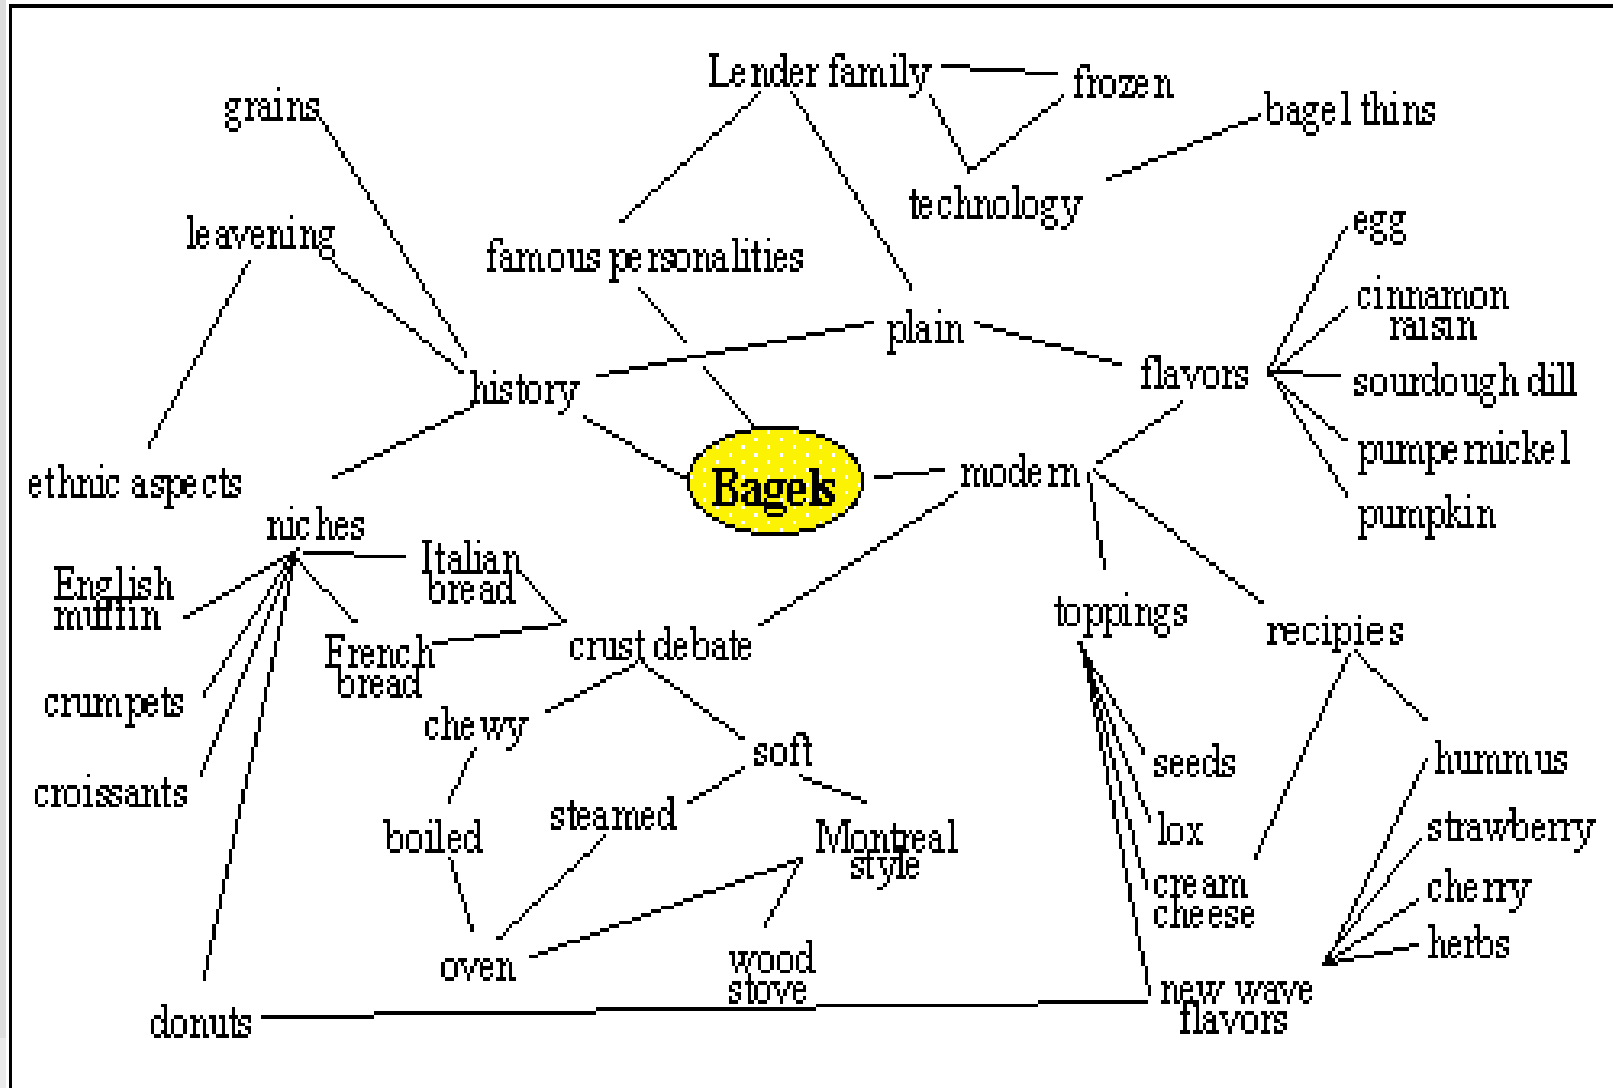 Lender family
frozen
grains
bagel thins
technology
egg
leavening
famous personalities
cinnamon
raisin
plain
flavors
sourdough dill
history
pumpernickel
ethnic aspects
Bagels
modern
pumpkin
niches
Italian
bread
English
muffin
toppings
recipies
French
bread
crust debate
crumpets
chewy
soft
seeds
hummus
croissants
steamed
boiled
Montreal
style
lox
strawberry
cream
cheese
cherry
herbs
oven
wood
stove
new wave
flavors
donuts